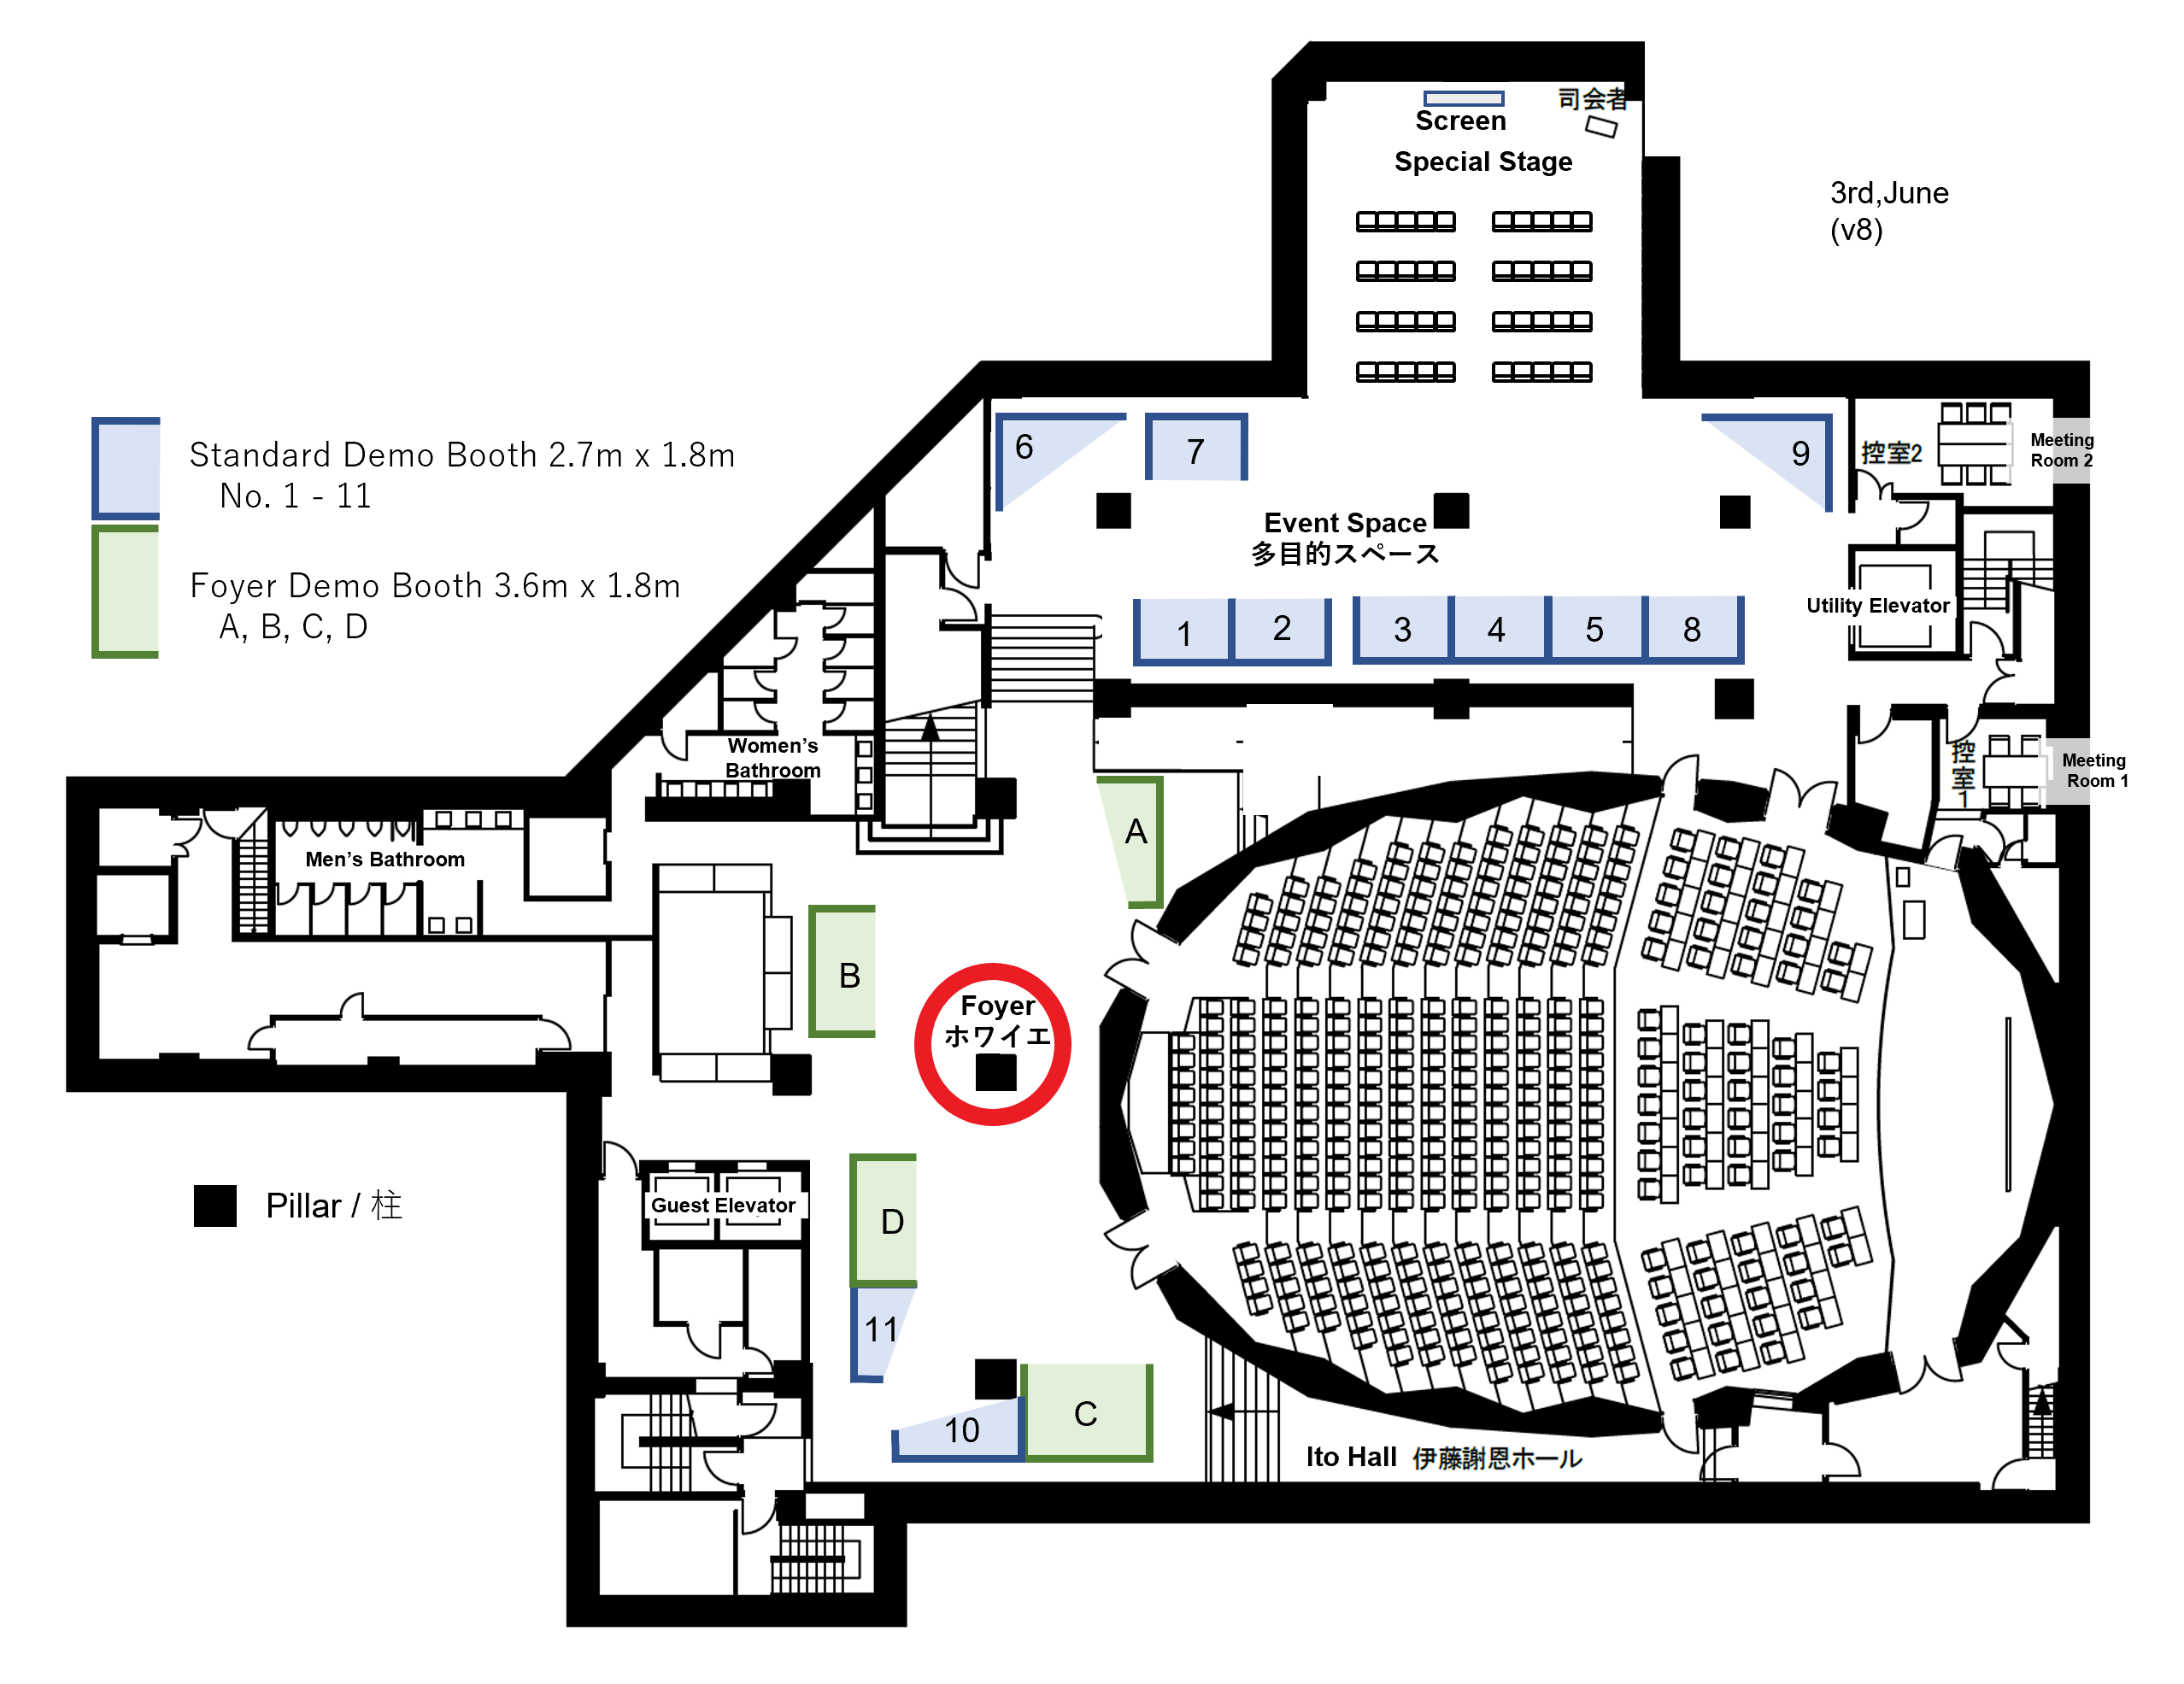 司会者
Screen
Special Stage
3rd,June
(v8)
Standard Demo Booth 2.7m x 1.8m
No. 1 - 11
Foyer Demo Booth 3.6m x 1.8m
A, B, C, D
6
7
9
控室2
Meeting
Room 2
Event Space
多目的スペース
1
2
3
4
5
8
Utility Elevator
Women's
Bathroom
控室1
Meeting
Room 1
Men's Bathroom
A
B
Foyer
ホワイエ
Pillar / 柱
Guest Elevator
D
11
10
C
Ito Hall 伊藤謝恩ホール